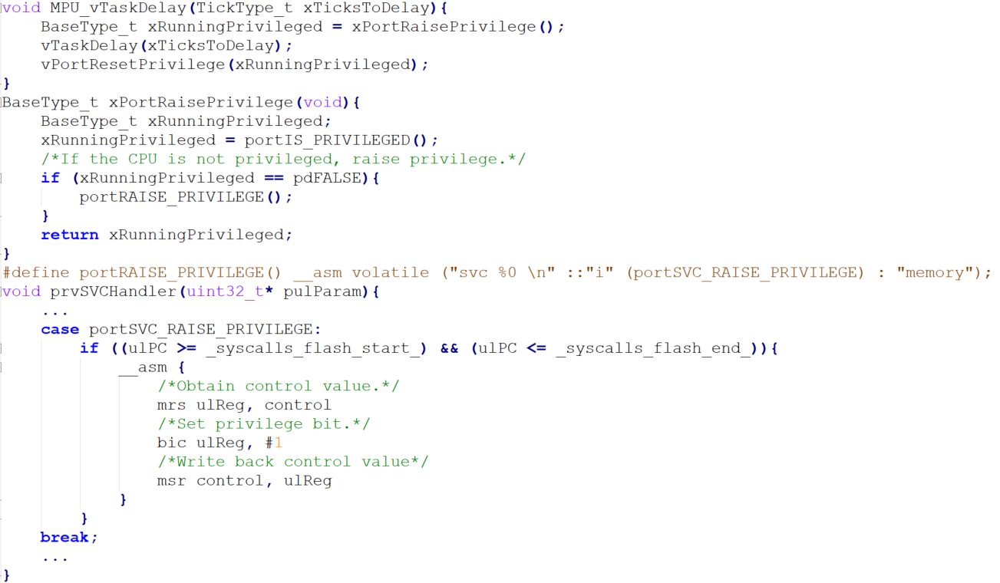 void MPU_vTaskDelay(TickType_t xTicksToDelay){
    BaseType_t xRunningPrivileged = xPortRaisePrivilege();
    vTaskDelay(xTicksToDelay);
    vPortResetPrivilege(xRunningPrivileged);
}
BaseType_t xPortRaisePrivilege(void){
    BaseType_t xRunningPrivileged;
    xRunningPrivileged = portIS_PRIVILEGED();
    /*If the CPU is not privileged, raise privilege.*/
    if (xRunningPrivileged == pdFALSE){
        portRAISE_PRIVILEGE();
    }
    return xRunningPrivileged;
}
#define portRAISE_PRIVILEGE() __asm volatile ("svc %0 \n" ::"i" (portSVC_RAISE_PRIVILEGE) : "memory");
void prvSVCHandler(uint32_t* pulParam){
    ...
    case portSVC_RAISE_PRIVILEGE:
        if ((ulPC >= _syscalls_flash_start_) && (ulPC <= _syscalls_flash_end_)){
            __asm {
                /*Obtain control value.*/
                mrs ulReg, control
                /*Set privilege bit.*/
                bic ulReg, #1
                /*Write back control value*/
                msr control, ulReg
            }
        }
    break;
    ...
}